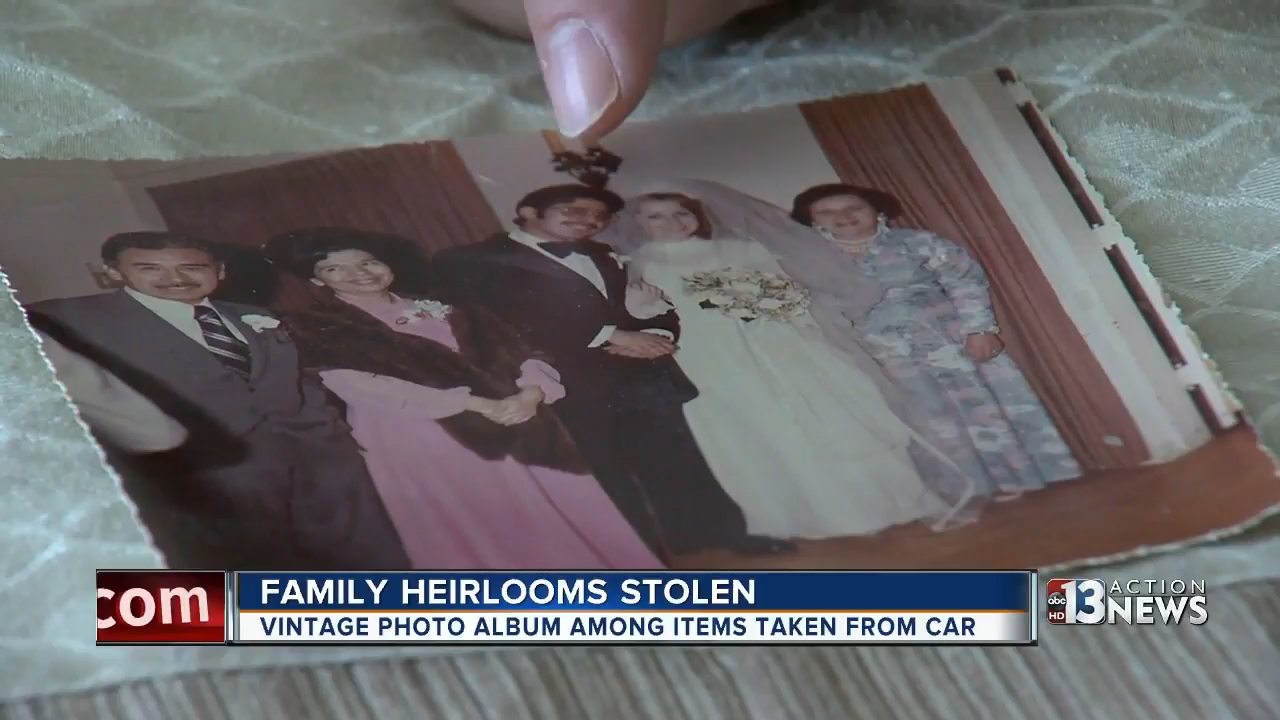 com
FAMILY HEIRLOOMS STOLEN
VINTAGE PHOTO ALBUM AMONG ITEMS TAKEN FROM CAR
abc
HD
13
ACTION
NEWS